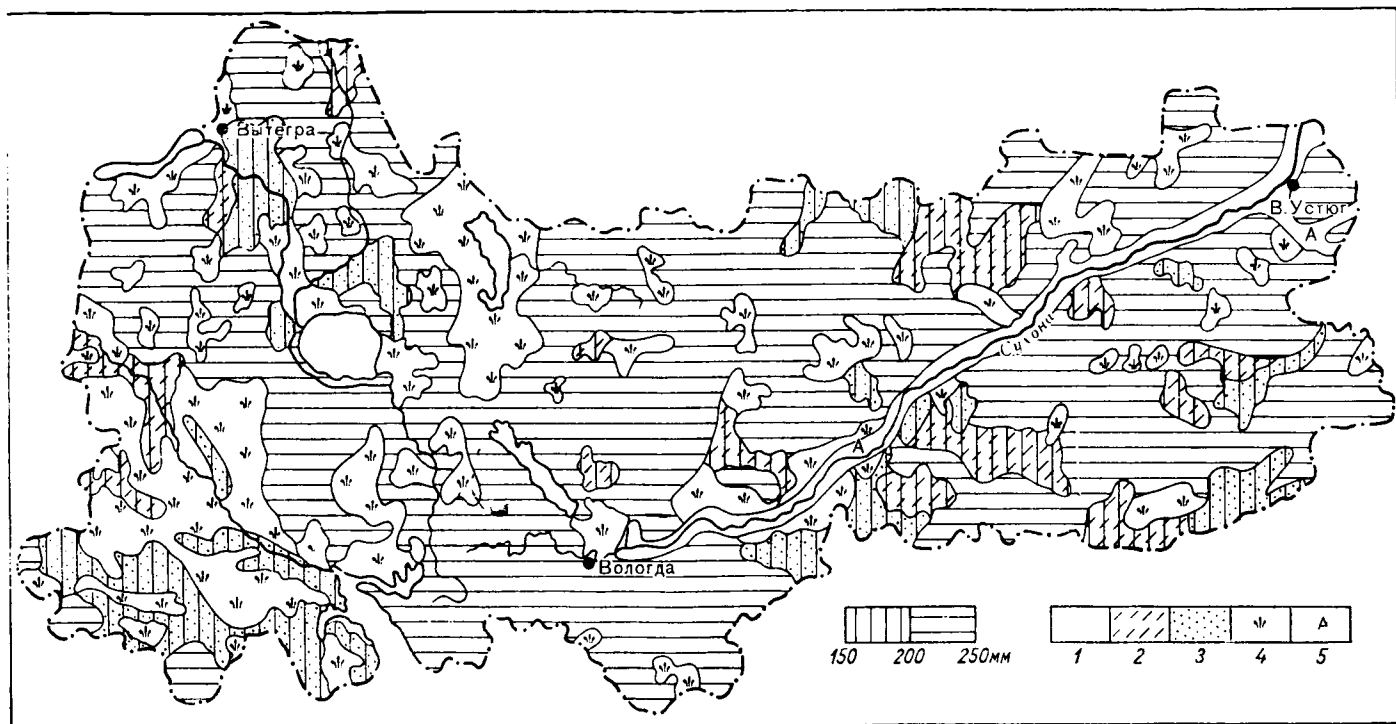 Вытегра
В. Устюг
А
Сухона
А
Вологда
150 200 250мм
1 2 3 4 5